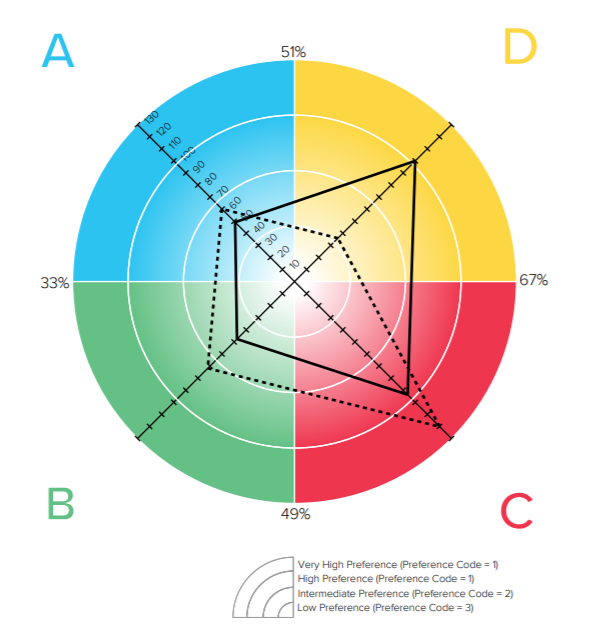 A
D
51%
130
120
110
100
90
80
70
60
50
40
30
20
10
33%
67%
B
C
49%
Very High Preference (Preference Code = 1)
High Preference (Preference Code = 1)
Intermediate Preference (Preference Code = 2)
Low Preference (Preference Code = 3)